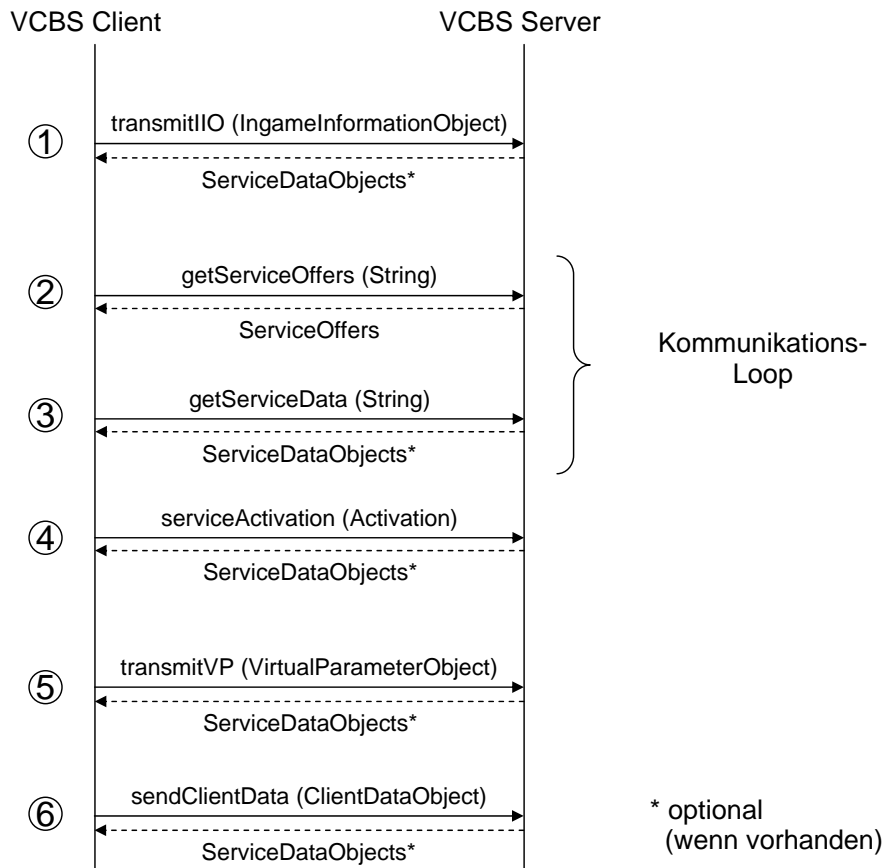 VCBS Client
VCBS Server
① transmitIIO (IngameInformationObject)
ServiceDataObjects*
② getServiceOffers (String)
ServiceOffers
Kommunikations-
Loop
③ getServiceData (String)
ServiceDataObjects*
④ serviceActivation (Activation)
ServiceDataObjects*
⑤ transmitVP (VirtualParameterObject)
ServiceDataObjects*
⑥ sendClientData (ClientDataObject)
ServiceDataObjects*
* optional
(wenn vorhanden)